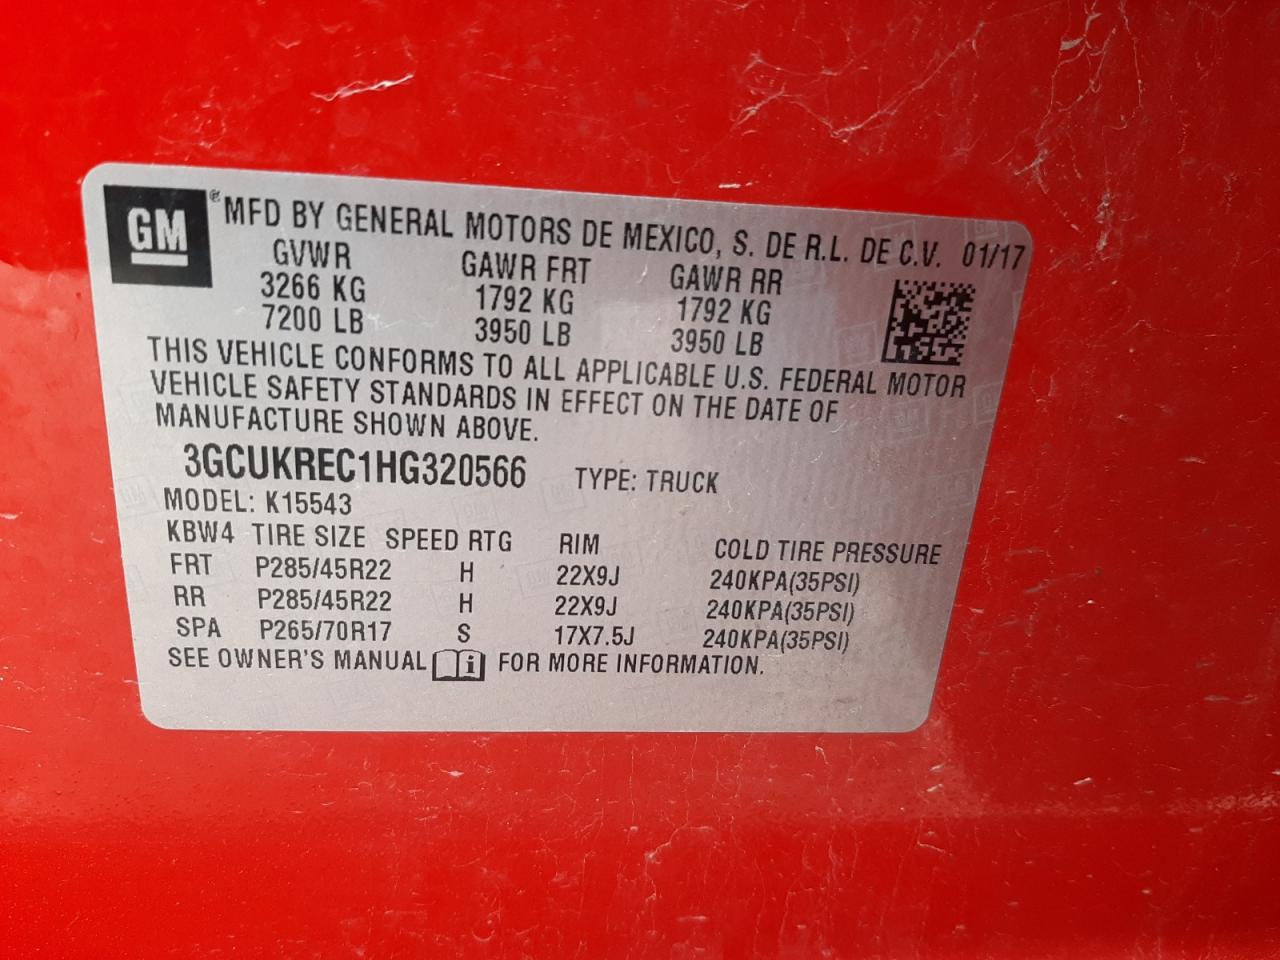 GM ® MFD BY GENERAL MOTORS DE MEXICO, S. DE R.L. DE C.V. 01/17
GVWR GAWR FRT GAWR RR
3266 KG 1792 KG 1792 KG
7200 LB 3950 LB 3950 LB
THIS VEHICLE CONFORMS TO ALL APPLICABLE U.S. FEDERAL MOTOR
VEHICLE SAFETY STANDARDS IN EFFECT ON THE DATE OF
MANUFACTURE SHOWN ABOVE.
3GCUKREC1HG320566 TYPE: TRUCK
MODEL: K15543
KBW4 TIRE SIZE SPEED RTG RIM COLD TIRE PRESSURE
FRT P285/45R22 H 22X9J 240KPA(35PSI)
RR P285/45R22 H 22X9J 240KPA(35PSI)
SPA P265/70R17 S 17X7.5J 240KPA(35PSI)
SEE OWNER'S MANUAL i FOR MORE INFORMATION.